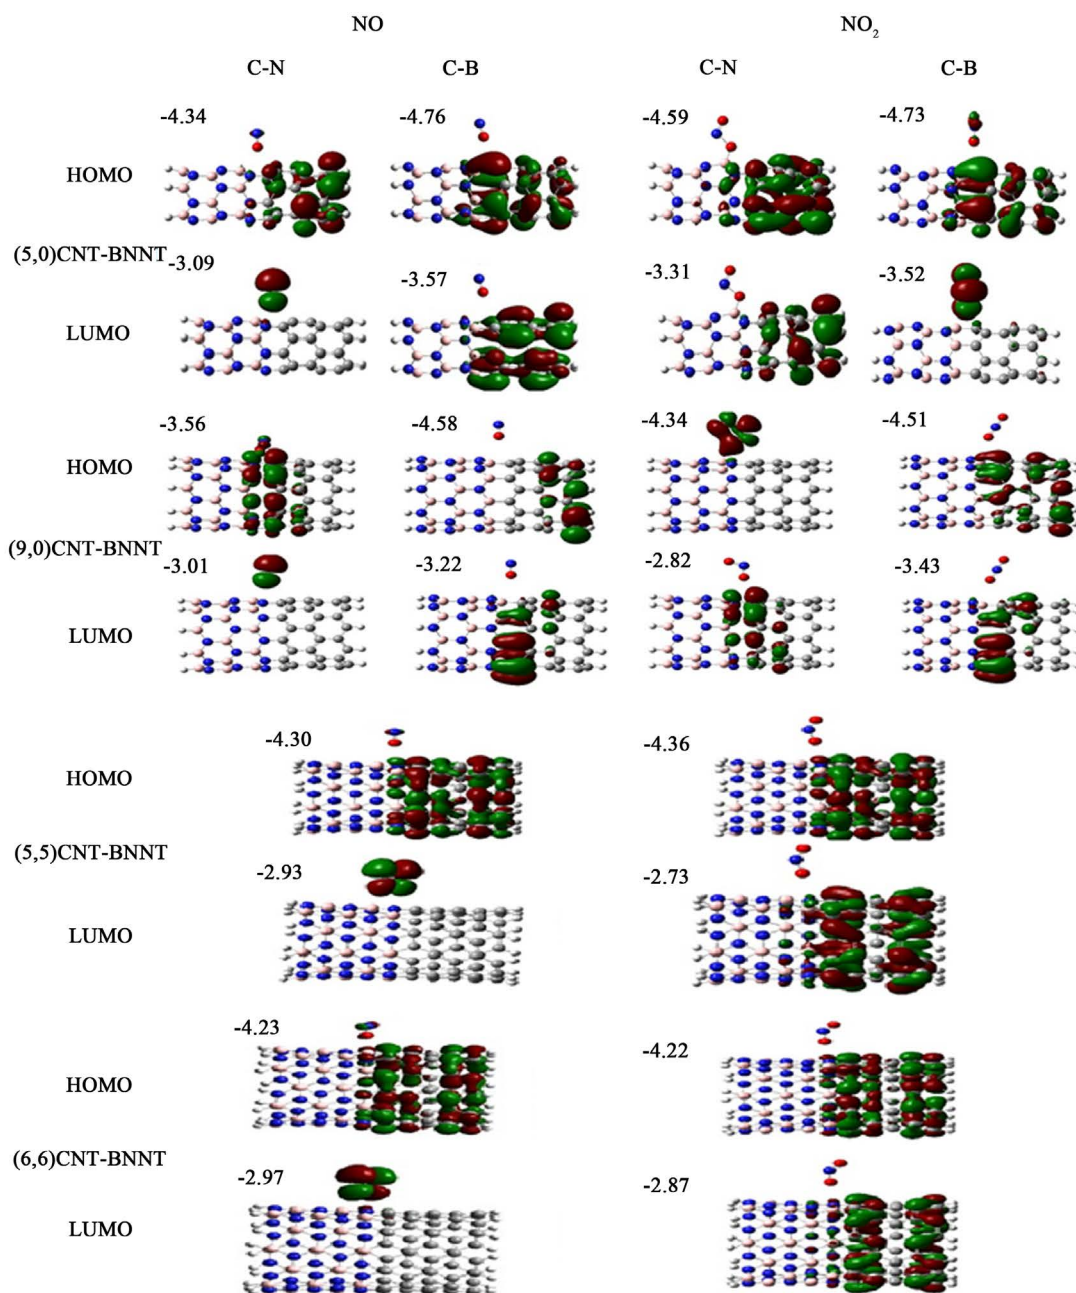 NO NO₂
C-N C-B C-N C-B
-4.34 -4.76 -4.59 -4.73
HOMO
(5,0)CNT-BNNT
-3.09 -3.57 -3.31 -3.52
LUMO
-3.56 -4.58 -4.34 -4.51
HOMO
(9,0)CNT-BNNT
-3.01 -3.22 -2.82 -3.43
LUMO
-4.30 -4.36
HOMO
(5,5)CNT-BNNT
-2.93 -2.73
LUMO
-4.23 -4.22
HOMO
(6,6)CNT-BNNT
-2.97 -2.87
LUMO